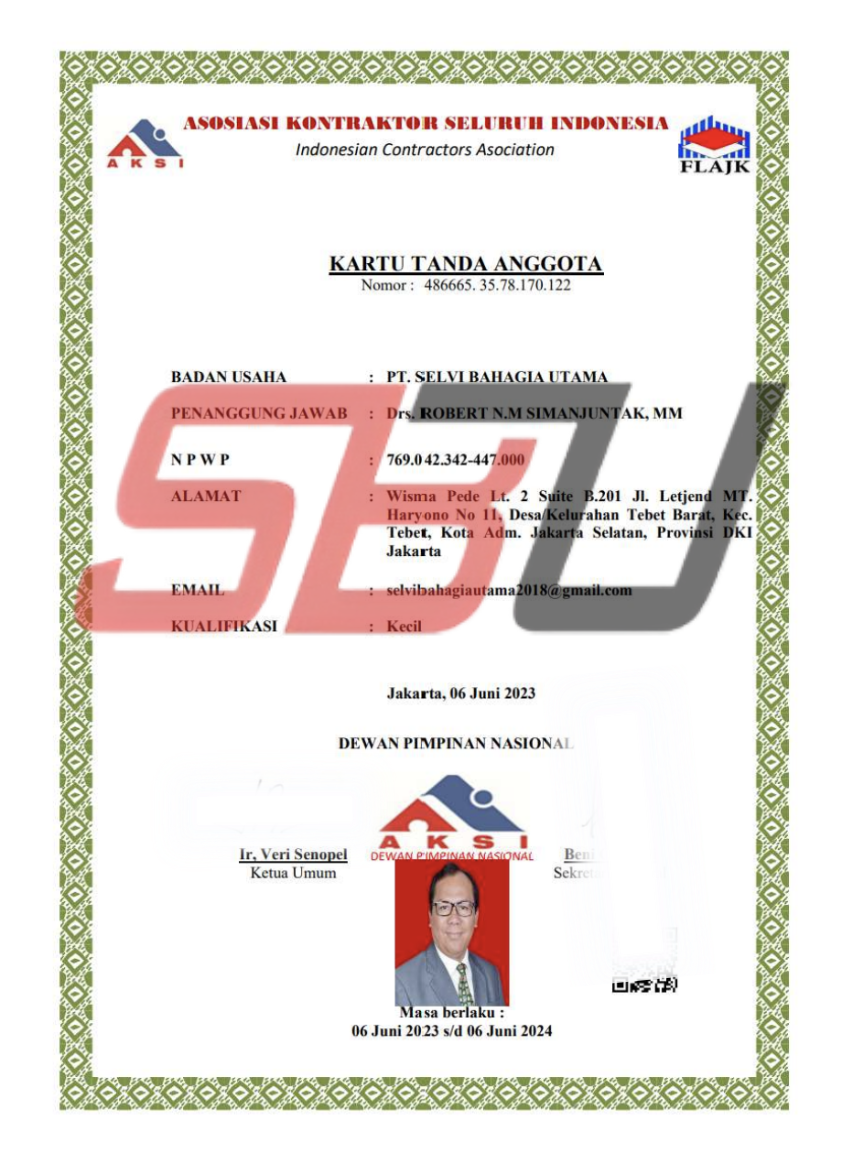 ASOSIASI KONTRAKTOR SELURUH INDONESIA
Indonesian Contractors Asociation
AKSI
FLAJK
KARTU TANDA ANGGOTA
Nomor : 486665. 35.78.170.122
BADAN USAHA : PT. SELVI BAHAGIA UTAMA
PENANGGUNG JAWAB : Drs. ROBERT N.M SIMANJUNTAK, MM
N P W P : 769.042.342-447.000
ALAMAT : Wisma Pede Lt. 2 Suite B.201 Jl. Letjend MT.
Haryono No 11, Desa/Kelurahan Tebet Barat, Kec.
Tebet, Kota Adm. Jakarta Selatan, Provinsi DKI
Jakarta
EMAIL : selvibahagiautama2018@gmail.com
KUALIFIKASI : Kecil
SBU
Jakarta, 06 Juni 2023
DEWAN PIMPINAN NASIONAL
AKSI
DEWAN PIMPINAN NASIONAL
Ir, Veri Senopel
Ketua Umum
Masa berlaku :
06 Juni 2023 s/d 06 Juni 2024